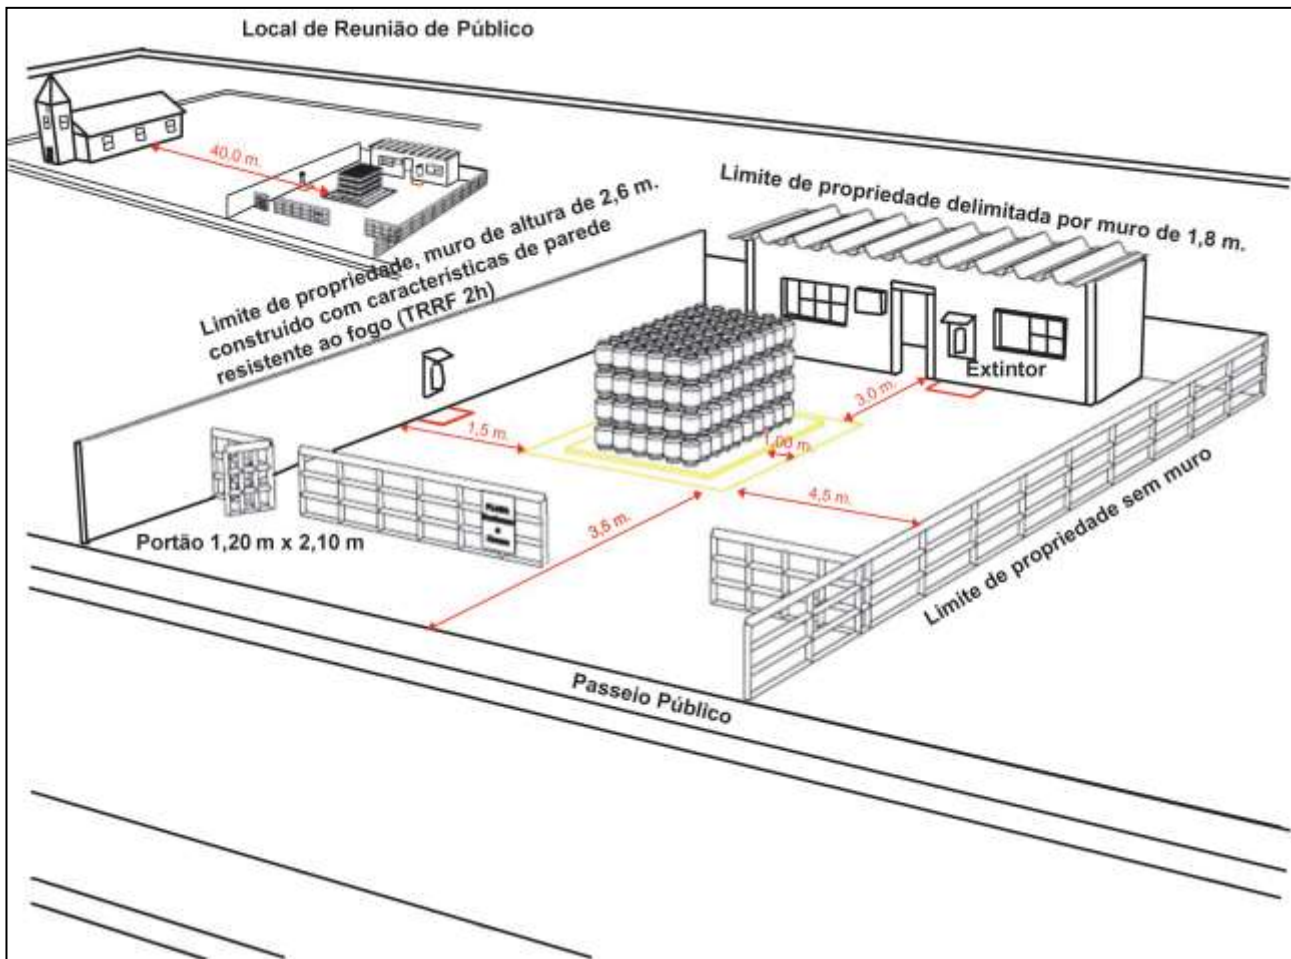 Local de Reunião de Público
40,0 m.
Limite de propriedade delimitada por muro de 1,8 m.
Limite de propriedade, muro de altura de 2,6 m.
construído com características de parede
resistente ao fogo (TRRF 2h)
Extintor
3,0 m.
1,5 m.
1,00 m.
4,5 m.
3,5 m.
Portão 1,20 m x 2,10 m
Limite de propriedade sem muro
Passeio Público